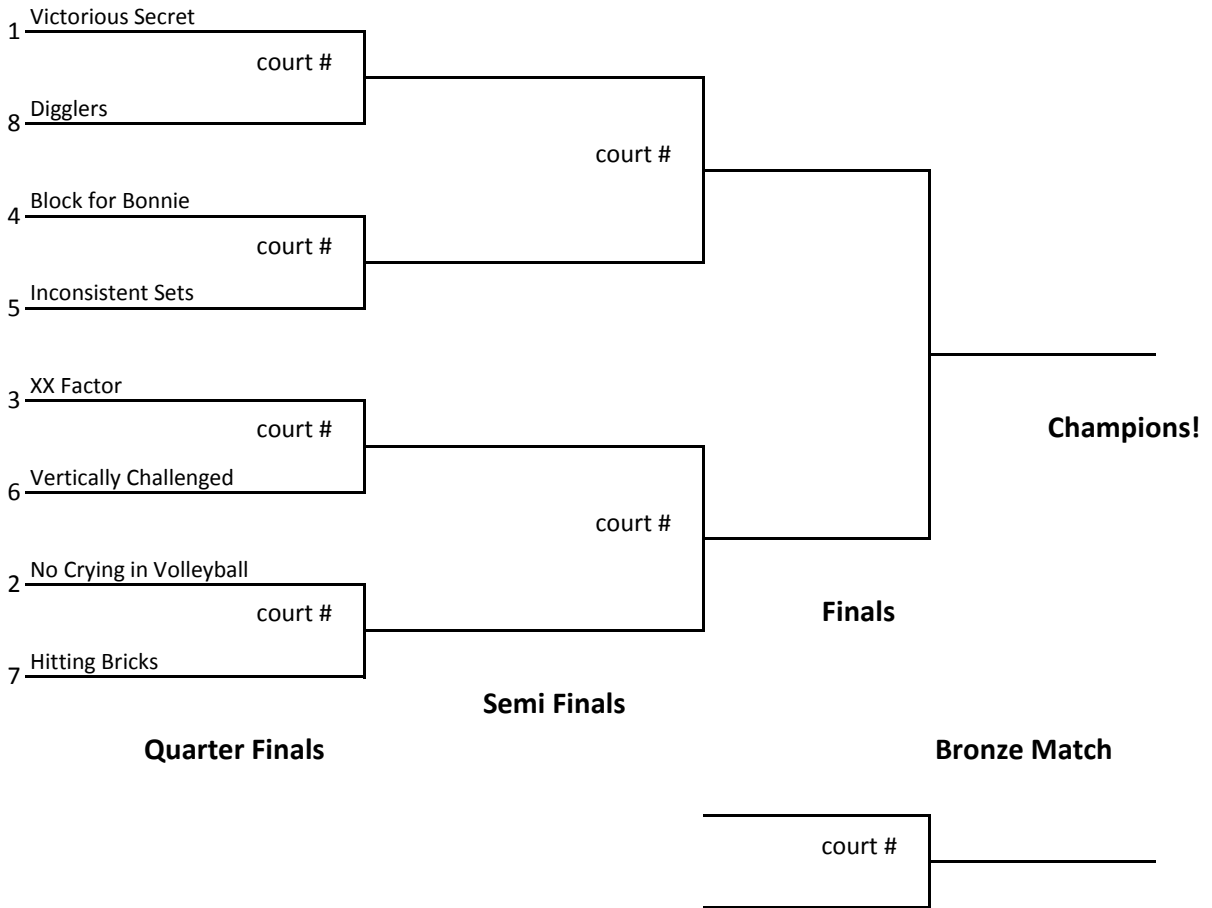 Victorious Secret
1
court #
Digglers
8
court #
Block for Bonnie
4
court #
Inconsistent Sets
5
XX Factor
3
Champions!
court #
Vertically Challenged
6
court #
No Crying in Volleyball
2
court #
Finals
Hitting Bricks
7
Semi Finals
Quarter Finals
Bronze Match
court #